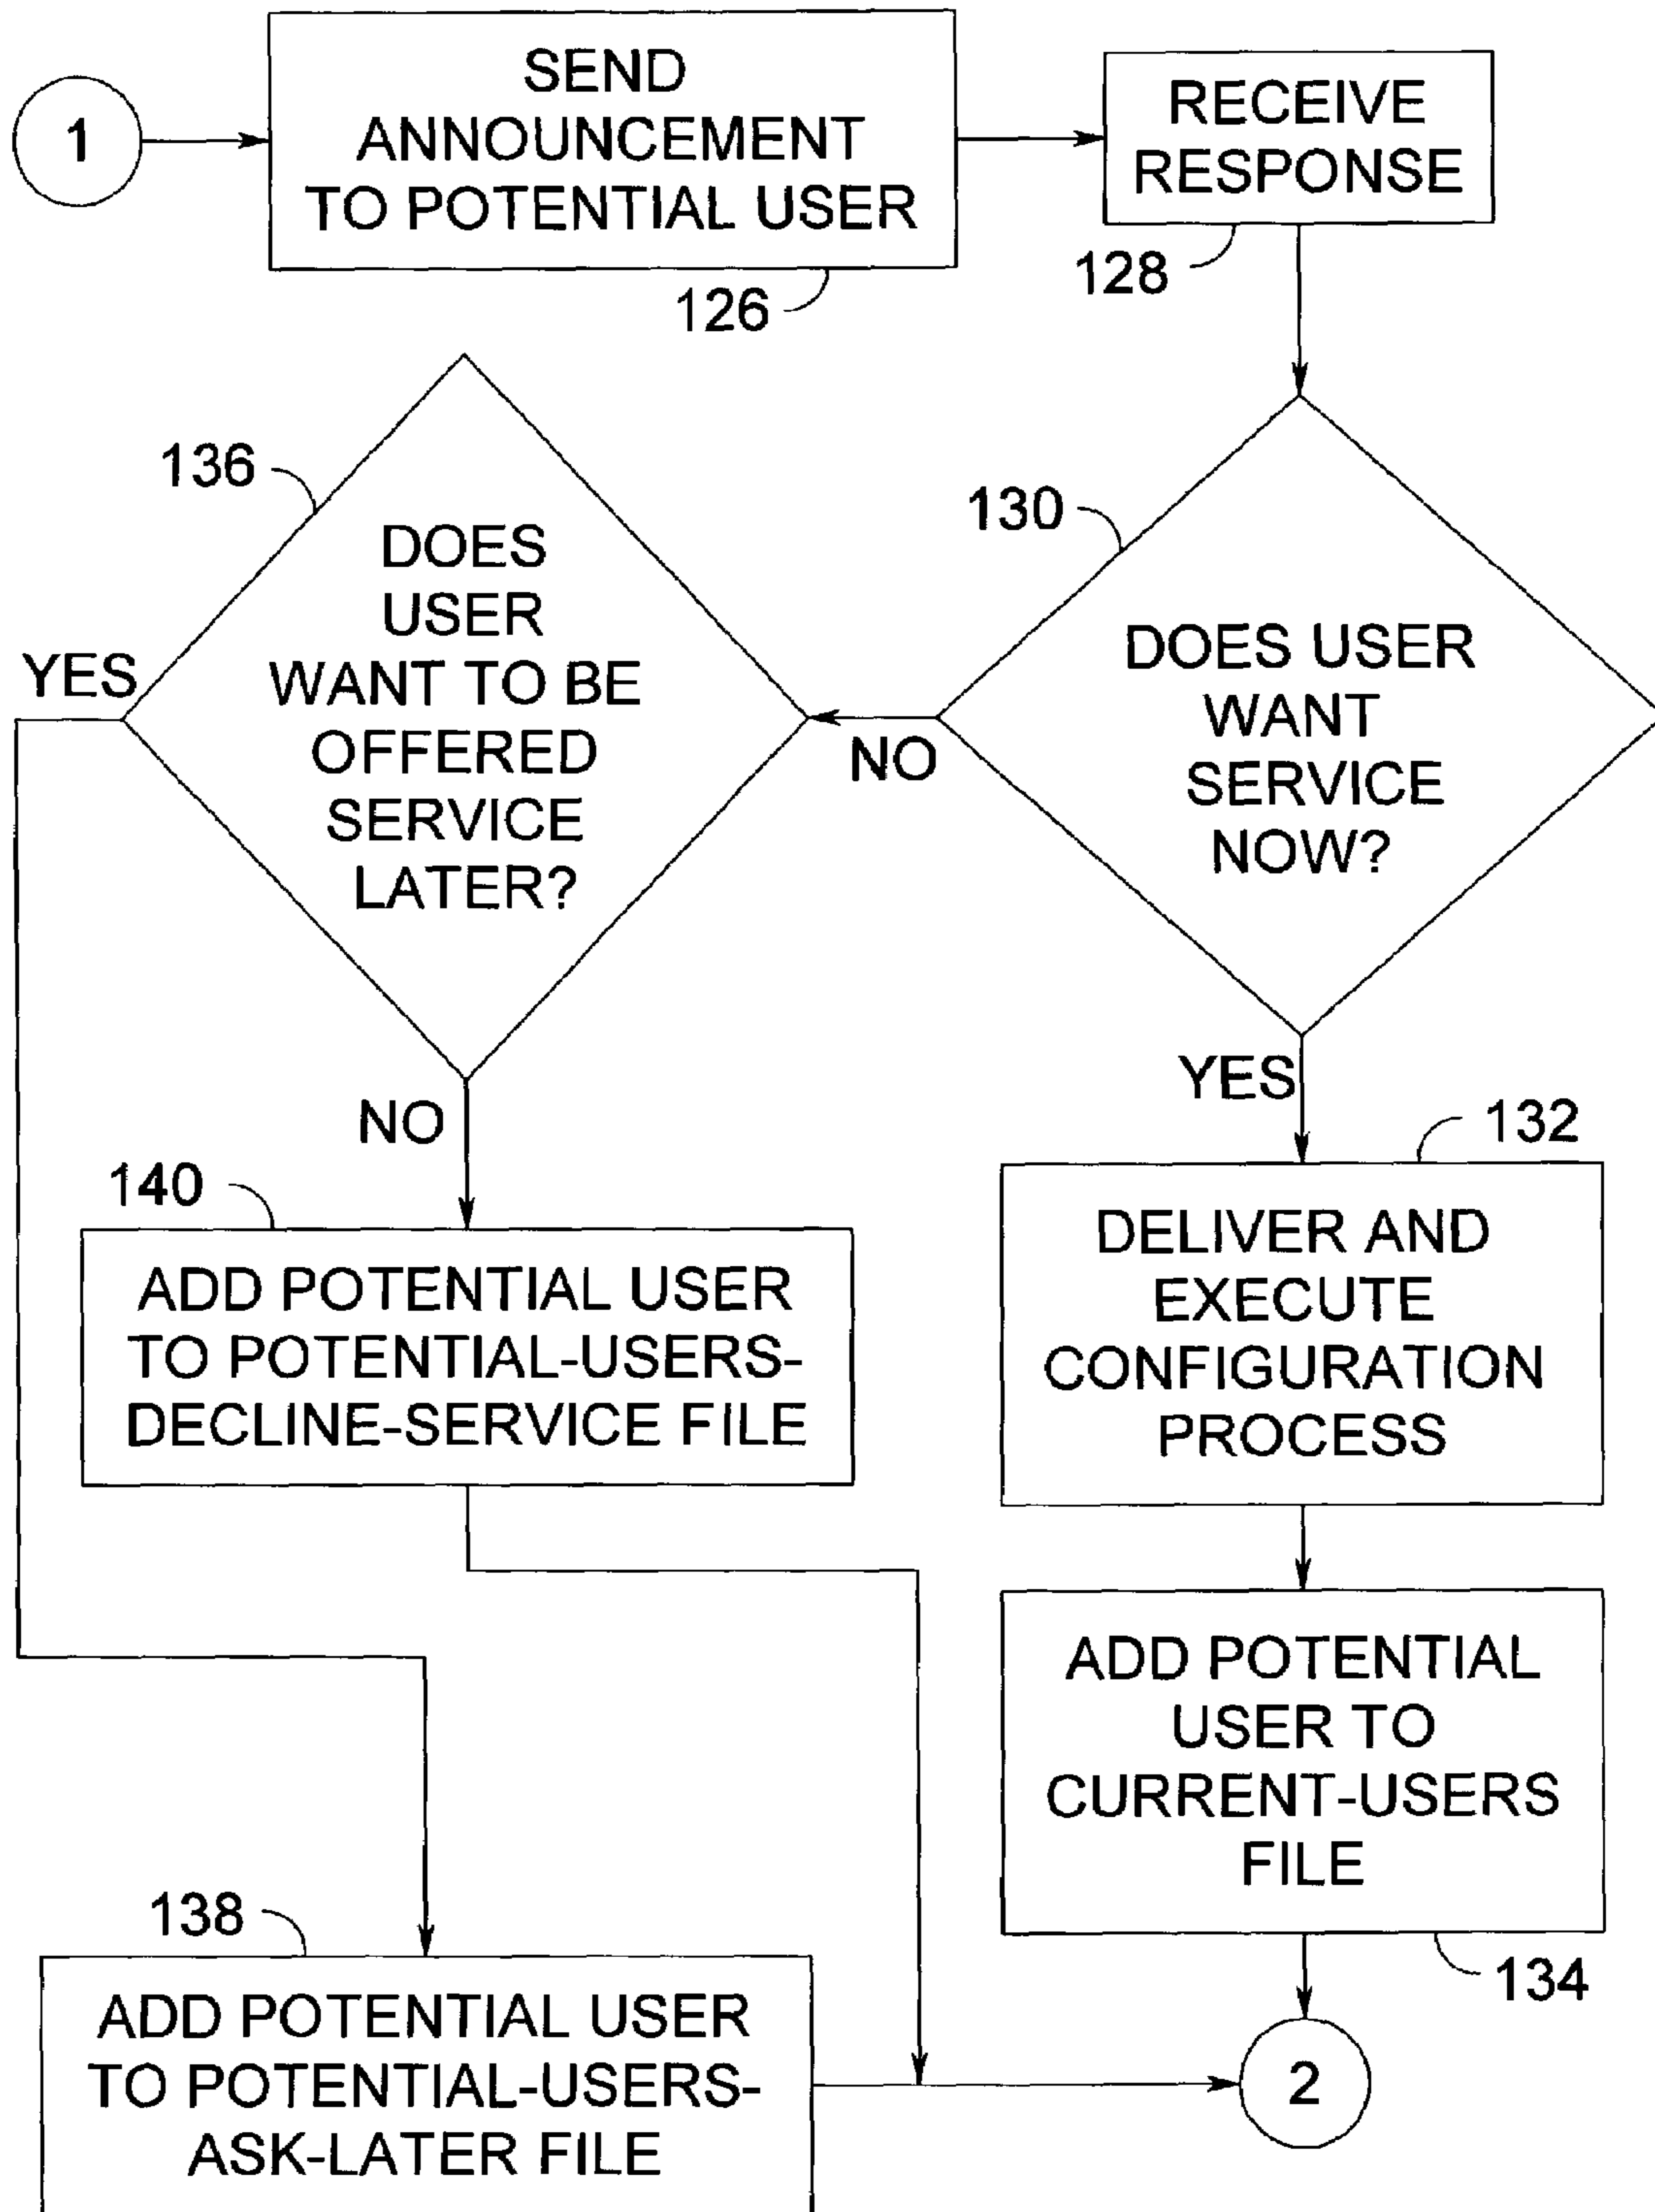 1
SEND
ANNOUNCEMENT
TO POTENTIAL USER
126
RECEIVE
RESPONSE
128
136
DOES
USER
WANT TO BE
OFFERED
SERVICE
LATER?
YES
NO
130
DOES USER
WANT
SERVICE
NOW?
NO
YES
132
DELIVER AND
EXECUTE
CONFIGURATION
PROCESS
140
ADD POTENTIAL USER
TO POTENTIAL-USERS-
DECLINE-SERVICE FILE
ADD POTENTIAL
USER TO
CURRENT-USERS
FILE
134
138
ADD POTENTIAL USER
TO POTENTIAL-USERS-
ASK-LATER FILE
2